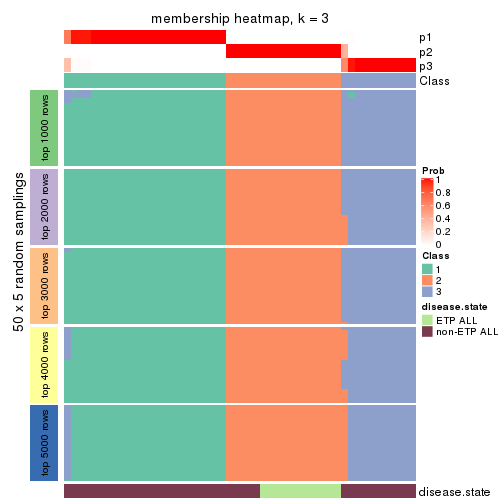 membership heatmap, k = 3
p1
p2
p3
Class
50 x 5 random samplings
top 1000 rows
top 2000 rows
top 3000 rows
top 4000 rows
top 5000 rows
Prob
1
0.8
0.6
0.4
0.2
0
Class
1
2
3
disease.state
ETP ALL
non-ETP ALL
disease.state